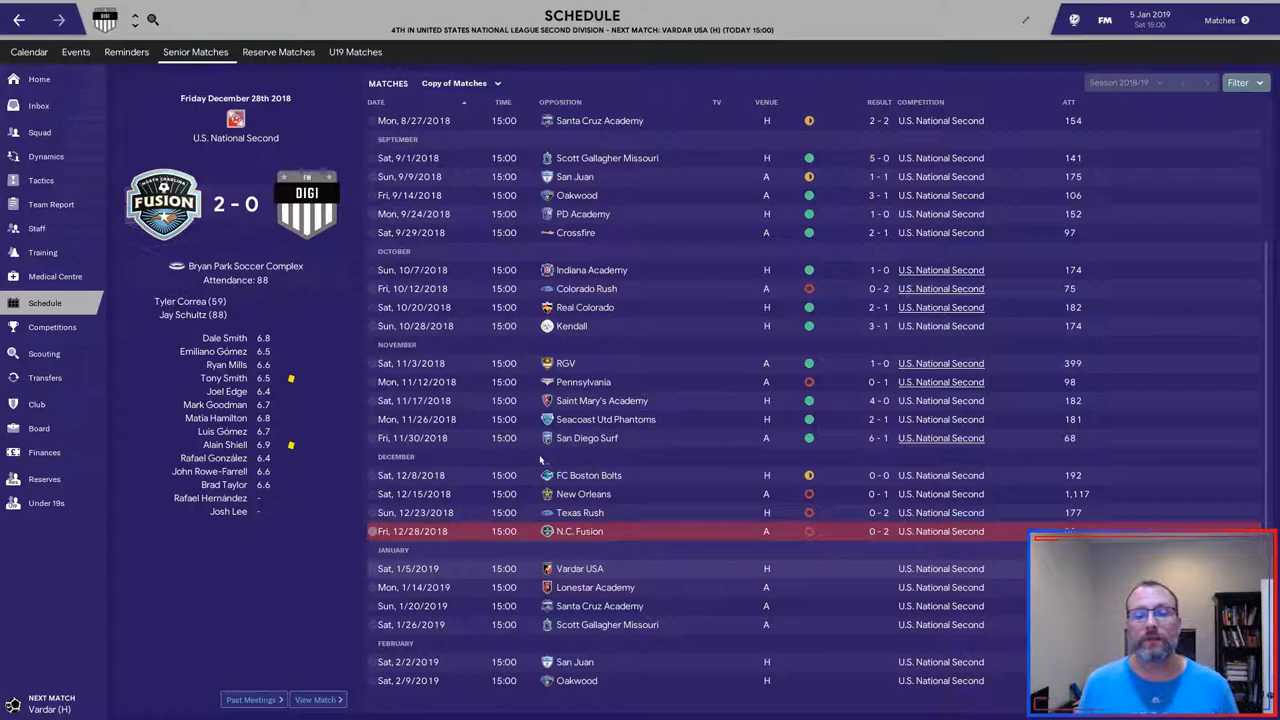 SCHEDULE
4TH IN UNITED STATES NATIONAL LEAGUE SECOND DIVISION - NEXT MATCH: VARDAR USA (H) (TODAY 15:00)
DIGI
FM
5 Jan 2019
Sat 15:00
Matches
Calendar
Events
Reminders
Senior Matches
Reserve Matches
U19 Matches
Home
Inbox
Squad
Dynamics
Tactics
Team Report
Staff
Training
Medical Centre
Schedule
Competitions
Scouting
Transfers
Club
Board
Finances
Reserves
Under 19s
NEXT MATCH
Vardar (H)
Friday December 28th 2018
U.S. National Second
NORTH CAROLINA
FUSION
2 - 0
FM
DIGI
Bryan Park Soccer Complex
Attendance: 88
Tyler Correa (59)
Jay Schultz (88)
Dale Smith 6.8
Emiliano Gómez 6.5
Ryan Mills 6.6
Tony Smith 6.5
Joel Edge 6.4
Mark Goodman 6.7
Matia Hamilton 6.8
Luis Gómez 6.7
Alain Shiell 6.9
Rafael González 6.4
John Rowe-Farrell 6.6
Brad Taylor 6.6
Rafael Hernández -
Josh Lee -
Past Meetings
View Match
MATCHES Copy of Matches
Season 2018/19
Filter
DATE TIME OPPOSITION TV VENUE RESULT COMPETITION ATT
Mon, 8/27/2018 15:00 Santa Cruz Academy H 2 - 2 U.S. National Second 154
SEPTEMBER
Sat, 9/1/2018 15:00 Scott Gallagher Missouri H 5 - 0 U.S. National Second 141
Sun, 9/9/2018 15:00 San Juan A 1 - 1 U.S. National Second 175
Fri, 9/14/2018 15:00 Oakwood A 3 - 1 U.S. National Second 106
Mon, 9/24/2018 15:00 PD Academy H 1 - 0 U.S. National Second 152
Sat, 9/29/2018 15:00 Crossfire A 2 - 1 U.S. National Second 97
OCTOBER
Sun, 10/7/2018 15:00 Indiana Academy H 1 - 0 U.S. National Second 174
Fri, 10/12/2018 15:00 Colorado Rush A 0 - 2 U.S. National Second 75
Sat, 10/20/2018 15:00 Real Colorado H 2 - 1 U.S. National Second 182
Sun, 10/28/2018 15:00 Kendall H 3 - 1 U.S. National Second 174
NOVEMBER
Sat, 11/3/2018 15:00 RGV A 1 - 0 U.S. National Second 399
Mon, 11/12/2018 15:00 Pennsylvania A 0 - 1 U.S. National Second 98
Sat, 11/17/2018 15:00 Saint Mary's Academy H 4 - 0 U.S. National Second 182
Mon, 11/26/2018 15:00 Seacoast Utd Phantoms H 2 - 1 U.S. National Second 181
Fri, 11/30/2018 15:00 San Diego Surf A 6 - 1 U.S. National Second 68
DECEMBER
Sat, 12/8/2018 15:00 FC Boston Bolts H 0 - 0 U.S. National Second 192
Sat, 12/15/2018 15:00 New Orleans A 0 - 1 U.S. National Second 1,117
Sun, 12/23/2018 15:00 Texas Rush H 0 - 2 U.S. National Second 177
Fri, 12/28/2018 15:00 N.C. Fusion A 0 - 2 U.S. National Second
JANUARY
Sat, 1/5/2019 15:00 Vardar USA H U.S. National Second
Mon, 1/14/2019 15:00 Lonestar Academy A U.S. National Second
Sun, 1/20/2019 15:00 Santa Cruz Academy A U.S. National Second
Sat, 1/26/2019 15:00 Scott Gallagher Missouri A U.S. National Second
FEBRUARY
Sat, 2/2/2019 15:00 San Juan H U.S. National Second
Sat, 2/9/2019 15:00 Oakwood H U.S. National Second